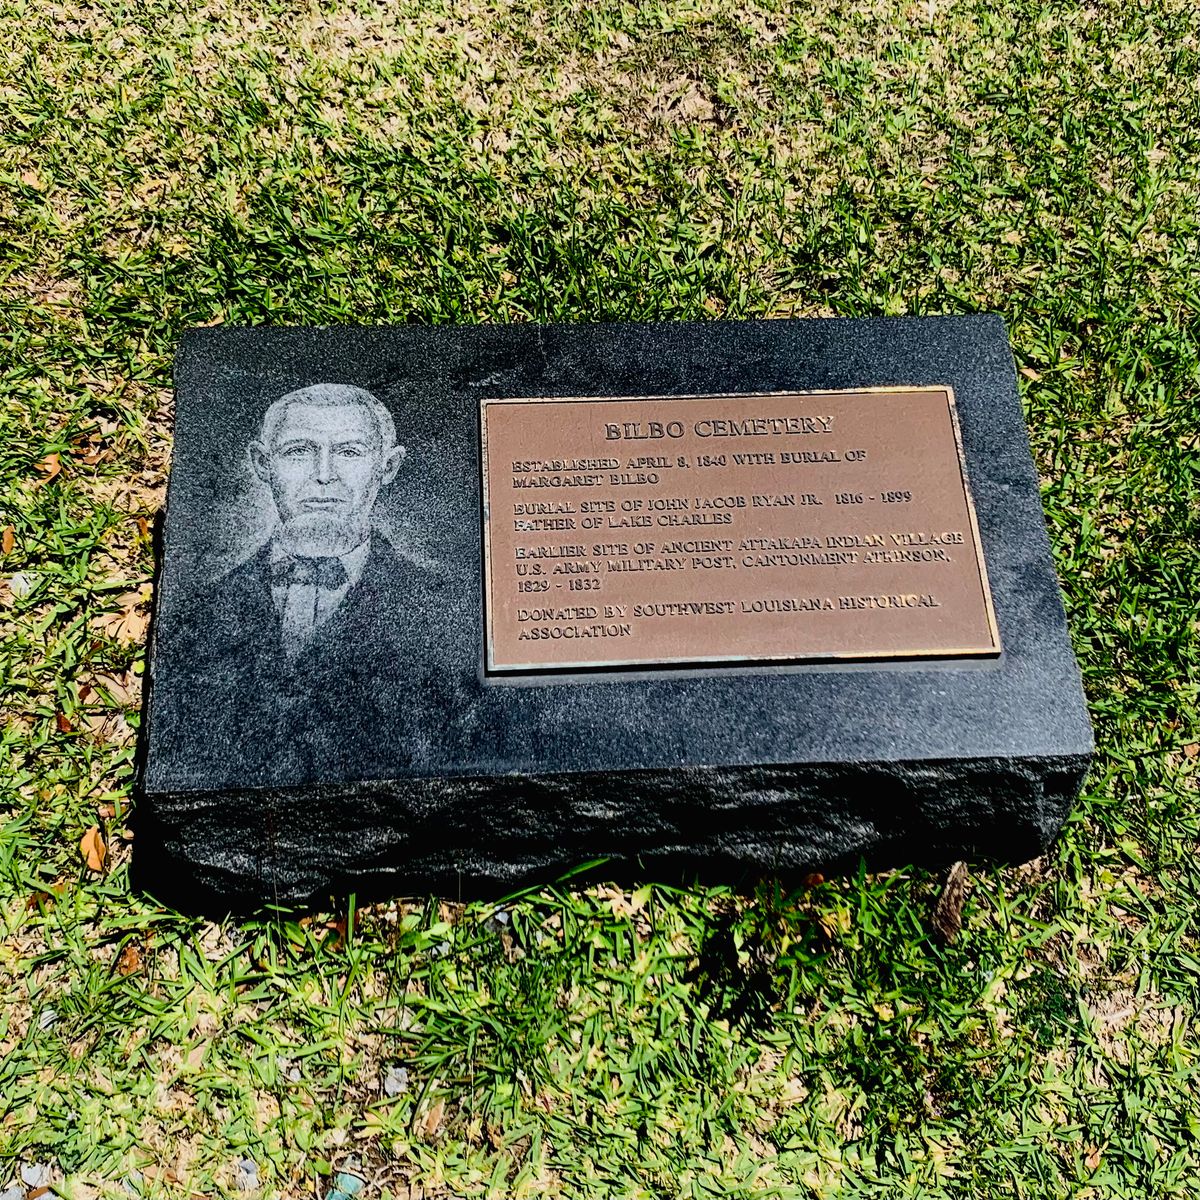 BILBO CEMETERY
ESTABLISHED APRIL 8, 1840 WITH BURIAL OF
MARGARET BILBO
BURIAL SITE OF JOHN JACOB RYAN JR. 1816 - 1899
FATHER OF LAKE CHARLES
EARLIER SITE OF ANCIENT ATTAKAPA INDIAN VILLAGE
U.S. ARMY MILITARY POST, CANTONMENT ATKINSON,
1829 - 1832
DONATED BY SOUTHWEST LOUISIANA HISTORICAL
ASSOCIATION